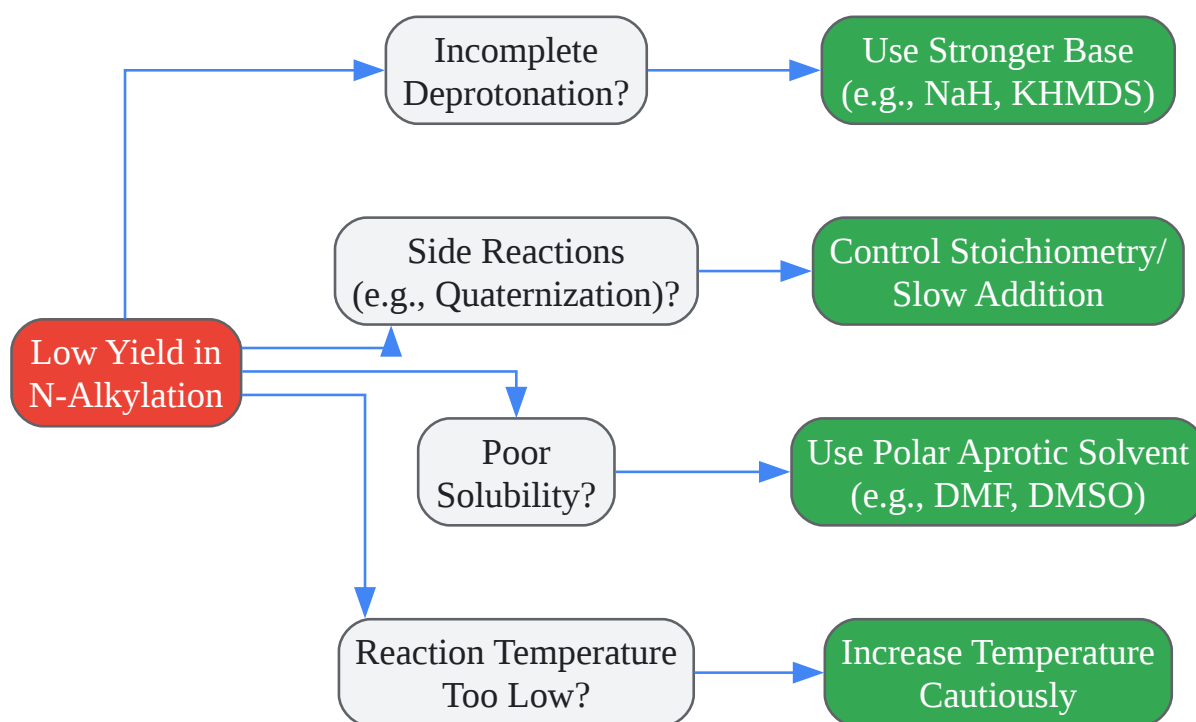 Incomplete
Deprotonation?
Use Stronger Base
(e.g., NaH, KHMDS)
Side Reactions
(e.g., Quaternization)?
Control Stoichiometry/
Slow Addition
Low Yield in
N-Alkylation
Poor
Solubility?
Use Polar Aprotic Solvent
(e.g., DMF, DMSO)
Reaction Temperature
Too Low?
Increase Temperature
Cautiously